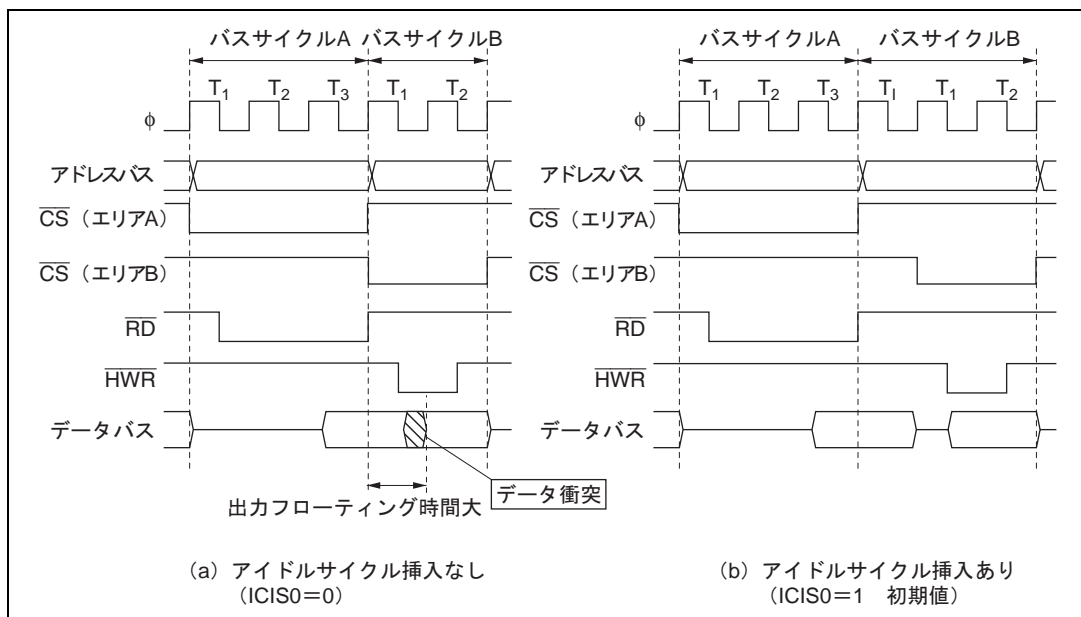 バスサイクルA バスサイクルB
T1 T2 T3 T1 T2
φ
アドレスバス
CS（エリアA）
CS（エリアB）
RD
HWR
データバス
データ衝突
出力フローティング時間大
（a）アイドルサイクル挿入なし
（ICIS0＝0）
バスサイクルA バスサイクルB
T1 T2 T3 TI T1 T2
φ
アドレスバス
CS（エリアA）
CS（エリアB）
RD
HWR
データバス
（b）アイドルサイクル挿入あり
（ICIS0＝1　初期値）